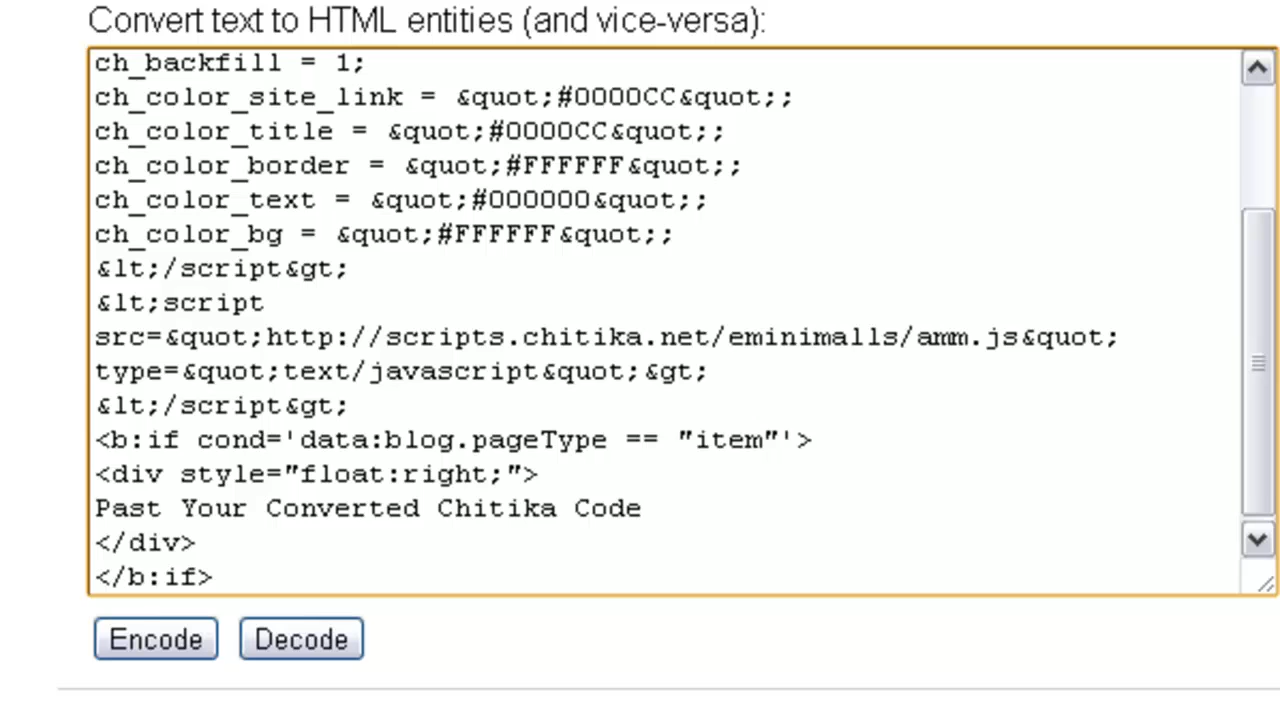 Convert text to HTML entities (and vice-versa):
ch_backfill = 1;
ch_color_site_link = &quot;#0000CC&quot;;
ch_color_title = &quot;#0000CC&quot;;
ch_color_border = &quot;#FFFFFF&quot;;
ch_color_text = &quot;#000000&quot;;
ch_color_bg = &quot;#FFFFFF&quot;;
&lt;/script&gt;
&lt;script
src=&quot;http://scripts.chitika.net/eminimalls/amm.js&quot;
type=&quot;text/javascript&quot;&gt;
&lt;/script&gt;
<b:if cond='data:blog.pageType == "item"'>
<div style="float:right;">
Past Your Converted Chitika Code
</div>
</b:if>
Encode Decode